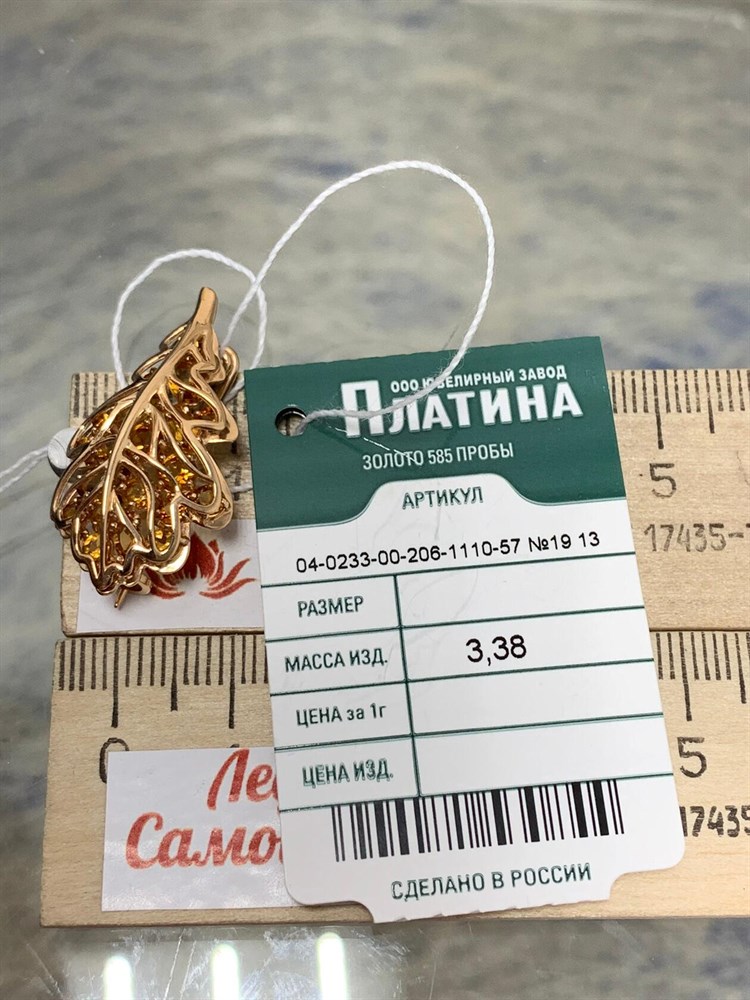 ООО ЮВЕЛИРНЫЙ ЗАВОД
ПЛАТИНА
ЗОЛОТО 585 ПРОБЫ
АРТИКУЛ
04-0233-00-206-1110-57 №19 13
РАЗМЕР
МАССА ИЗД. 3,38
ЦЕНА за 1г
ЦЕНА ИЗД.
СДЕЛАНО В РОССИИ
5
17435-
0
5
17435